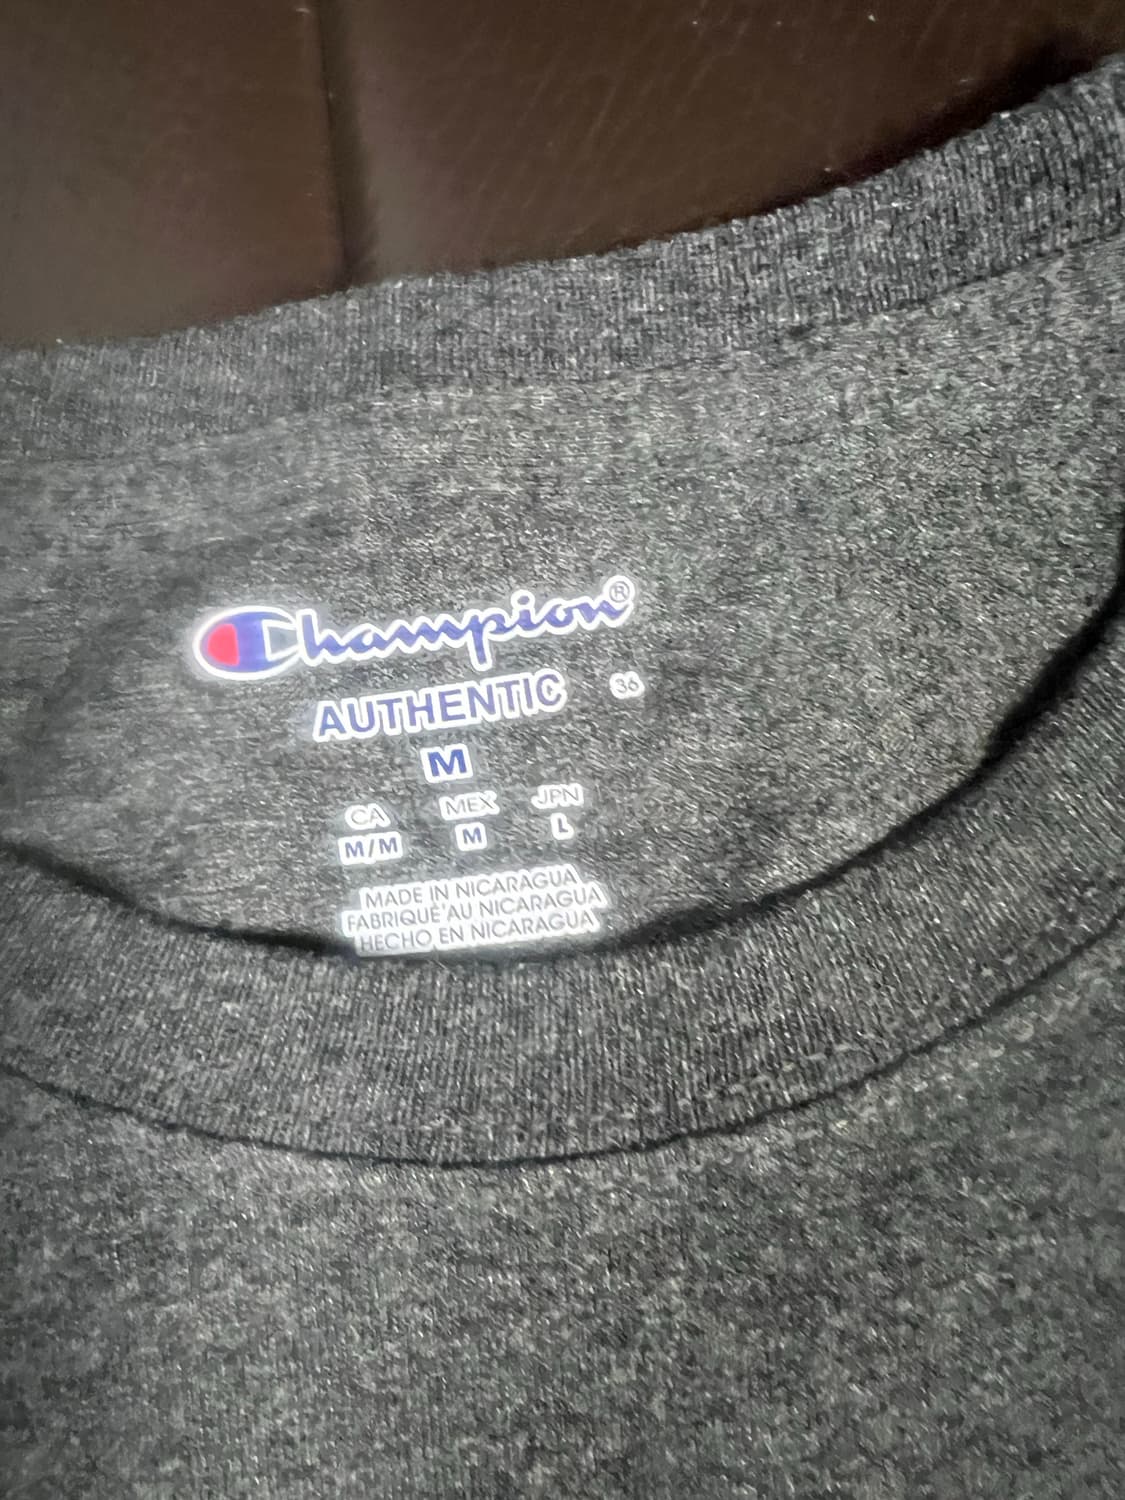 Champion®
AUTHENTIC 36
M
CA MEX JPN
M/M M L
MADE IN NICARAGUA
FABRIQUÉ AU NICARAGUA
HECHO EN NICARAGUA